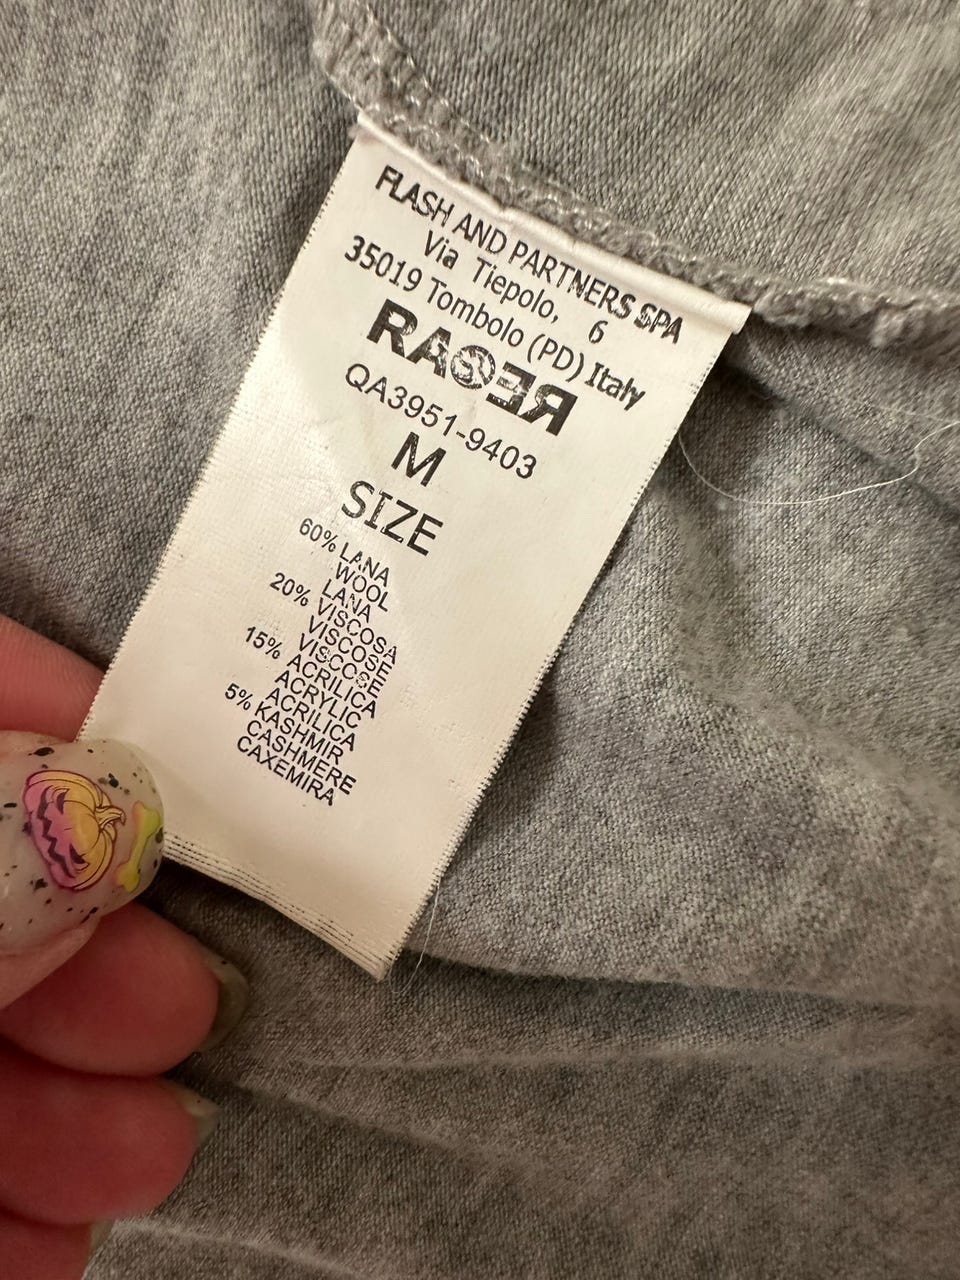 FLASH AND PARTNERS SPA
Via Tiepolo, 6
35019 Tombolo (PD) Italy
QA3951-9403
M
SIZE
60% LANA
WOOL
LANA
20% VISCOSA
VISCOSE
VISCOSE
15% ACRILICA
ACRYLIC
ACRILICA
5% KASHMIR
CASHMERE
CAXEMIRA